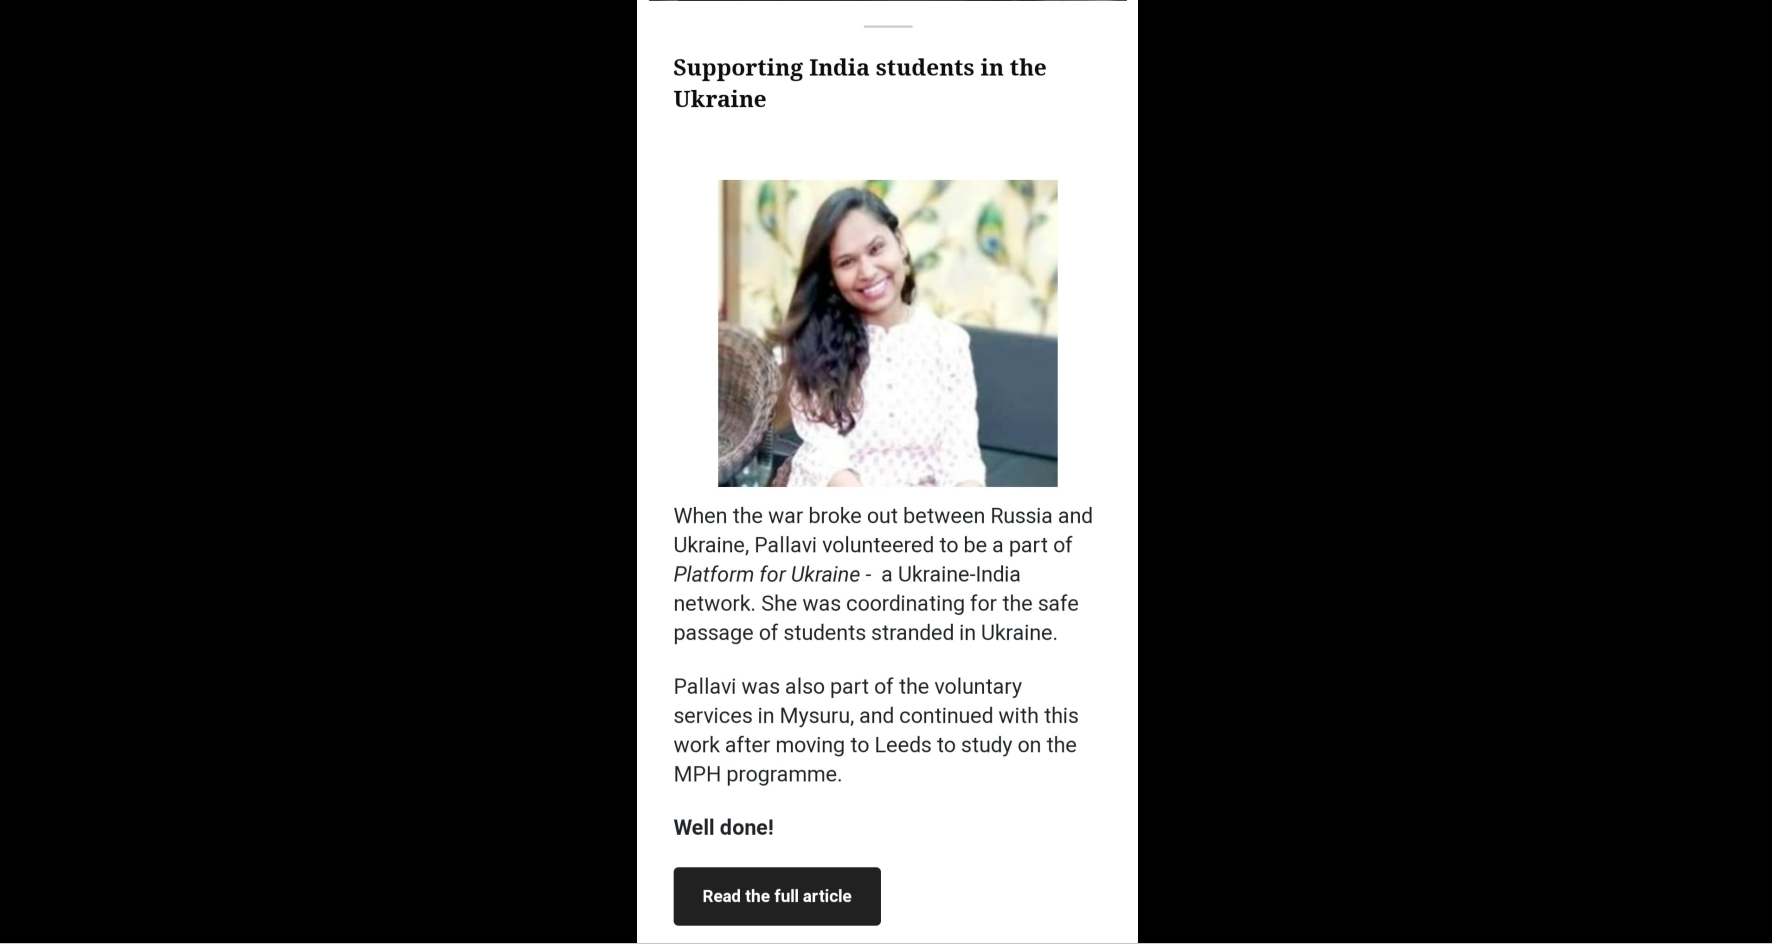 Supporting India students in the
Ukraine
When the war broke out between Russia and
Ukraine, Pallavi volunteered to be a part of
Platform for Ukraine -  a Ukraine-India
network. She was coordinating for the safe
passage of students stranded in Ukraine.
Pallavi was also part of the voluntary
services in Mysuru, and continued with this
work after moving to Leeds to study on the
MPH programme.
Well done!
Read the full article